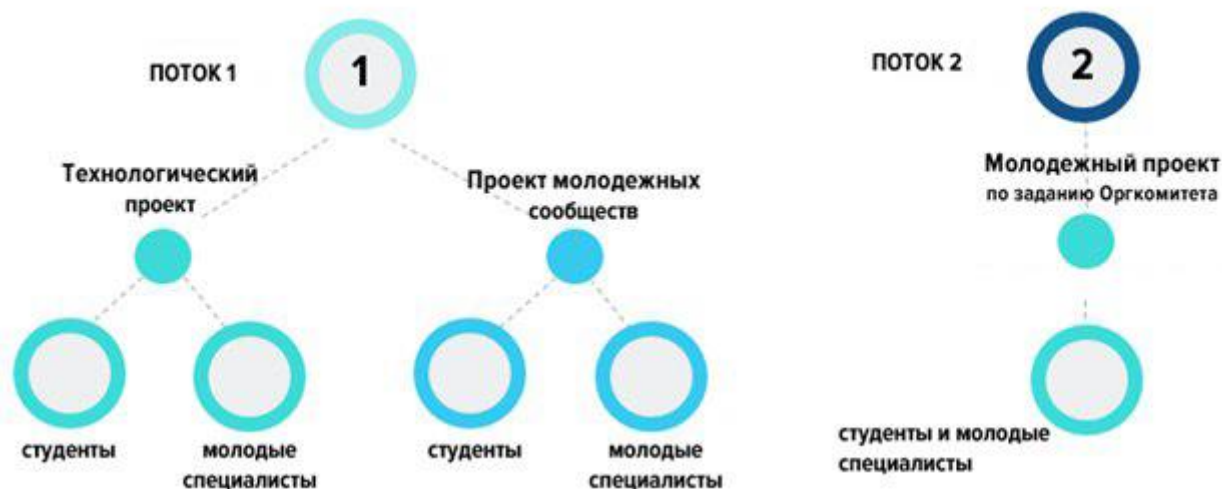 ПОТОК 1
1
Технологический
проект
Проект молодежных
сообществ
студенты
молодые
специалисты
студенты
молодые
специалисты
ПОТОК 2
2
Молодежный проект
по заданию Оргкомитета
студенты и молодые
специалисты